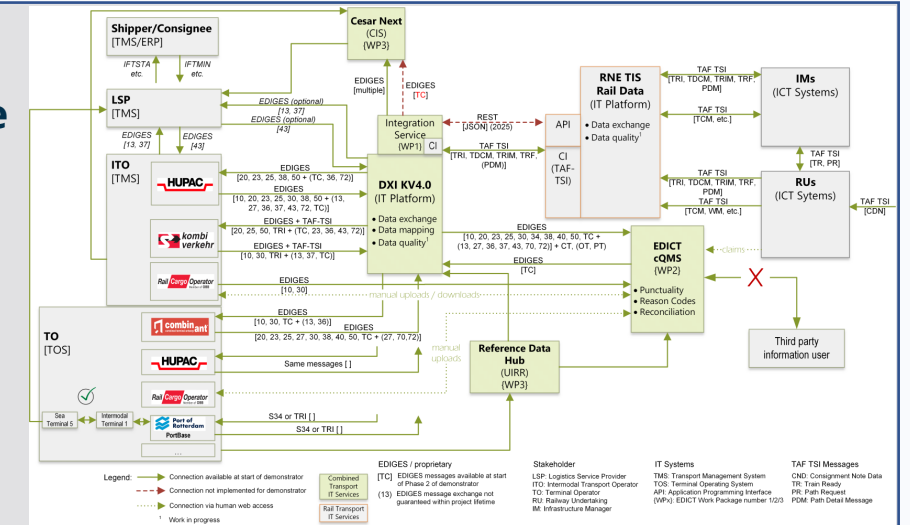 e
Shipper/Consignee
[TMS/ERP]
IFTSTA
etc.
IFTMIN
etc.
LSP
[TMS]
EDIGES
[13, 37]
EDIGES
[43]
EDIGES (optional)
[13, 37]
EDIGES (optional)
[43]
Cesar Next
(CIS)
{WP3}
EDIGES
[multiple]
EDIGES
[TC]
Integration
Service
{WP1}
CI
REST
[JSON] (2025)
TAF TSI
[TRI, TDCM, TRIM, TRF,
(PDM)]
API
CI
(TAF-
TSI)
RNE TIS
Rail Data
(IT Platform)
• Data exchange
• Data quality¹
TAF TSI
[TRI, TDCM, TRIM, TRF,
PDM]
TAF TSI
[TCM, etc.]
IMs
(ICT Systems)
TAF TSI
[TR, PR]
TAF TSI
[TRI, TDCM, TRIM, TRF,
PDM]
TAF TSI
[TCM, WM, etc.]
RUs
(ICT Sytems)
TAF TSI
[CDN]
ITO
[TMS]
HUPAC
EDIGES
[20, 23, 25, 38, 50 + (TC, 36, 72)]
EDIGES
[10, 20, 23, 25, 30, 38, 50 + (13,
27, 36, 37, 43, 72, TC)]
kombi
verkehr
EDIGES + TAF-TSI
[20, 25, 50, TRI + (TC, 23, 36, 43, 72)]
EDIGES + TAF-TSI
[10, 30, TRI + (13, 37, TC)]
Rail Cargo Operator
EDIGES
[10, 30]
DXI KV4.0
(IT Platform)
• Data exchange
• Data mapping
• Data quality¹
EDIGES
[10, 20, 23, 25, 30, 34, 38, 40, 50, TC +
(13, 27, 36, 37, 43, 70, 72)] + CT, (OT, PT)
EDIGES
[TC]
manual uploads / downloads
EDICT
cQMS
(WP2)
• Punctuality
• Reason Codes
• Reconciliation
claims
X
Third party
information user
TO
[TOS]
combinant
EDIGES
[10, 30, TC + (13, 36)]
EDIGES
[20, 23, 25, 27, 30, 38, 40, 50, TC + (27, 70,72)]
HUPAC
Same messages [ ]
manual
uploads
Reference Data
Hub
(UIRR)
{WP3}
Rail Cargo Operator
Sea
Terminal 5
Intermodal
Terminal 1
Port of
Rotterdam
PortBase
S34 or TRI [ ]
S34 or TRI [ ]
...
Legend:
Connection available at start of demonstrator
Connection not implemented for demonstrator
Connection via human web access
¹ Work in progress
Combined
Transport
IT Services
Rail Transport
IT Services
EDIGES / proprietary
[TC] EDIGES messages available at start
of Phase 2 of demonstrator
(13) EDIGES message exchange not
guaranteed within project lifetime
Stakeholder
LSP: Logistics Service Provider
ITO: Intermodal Transport Operator
TO: Terminal Operator
RU: Railway Undertaking
IM: Infrastructure Manager
IT Systems
TMS: Transport Management System
TOS: Terminal Operating System
API: Application Programming Interface
{WPx}: EDICT Work Package number 1/2/3
TAF TSI Messages
CND: Consignment Note Data
TR: Train Ready
PR: Path Request
PDM: Path Detail Message